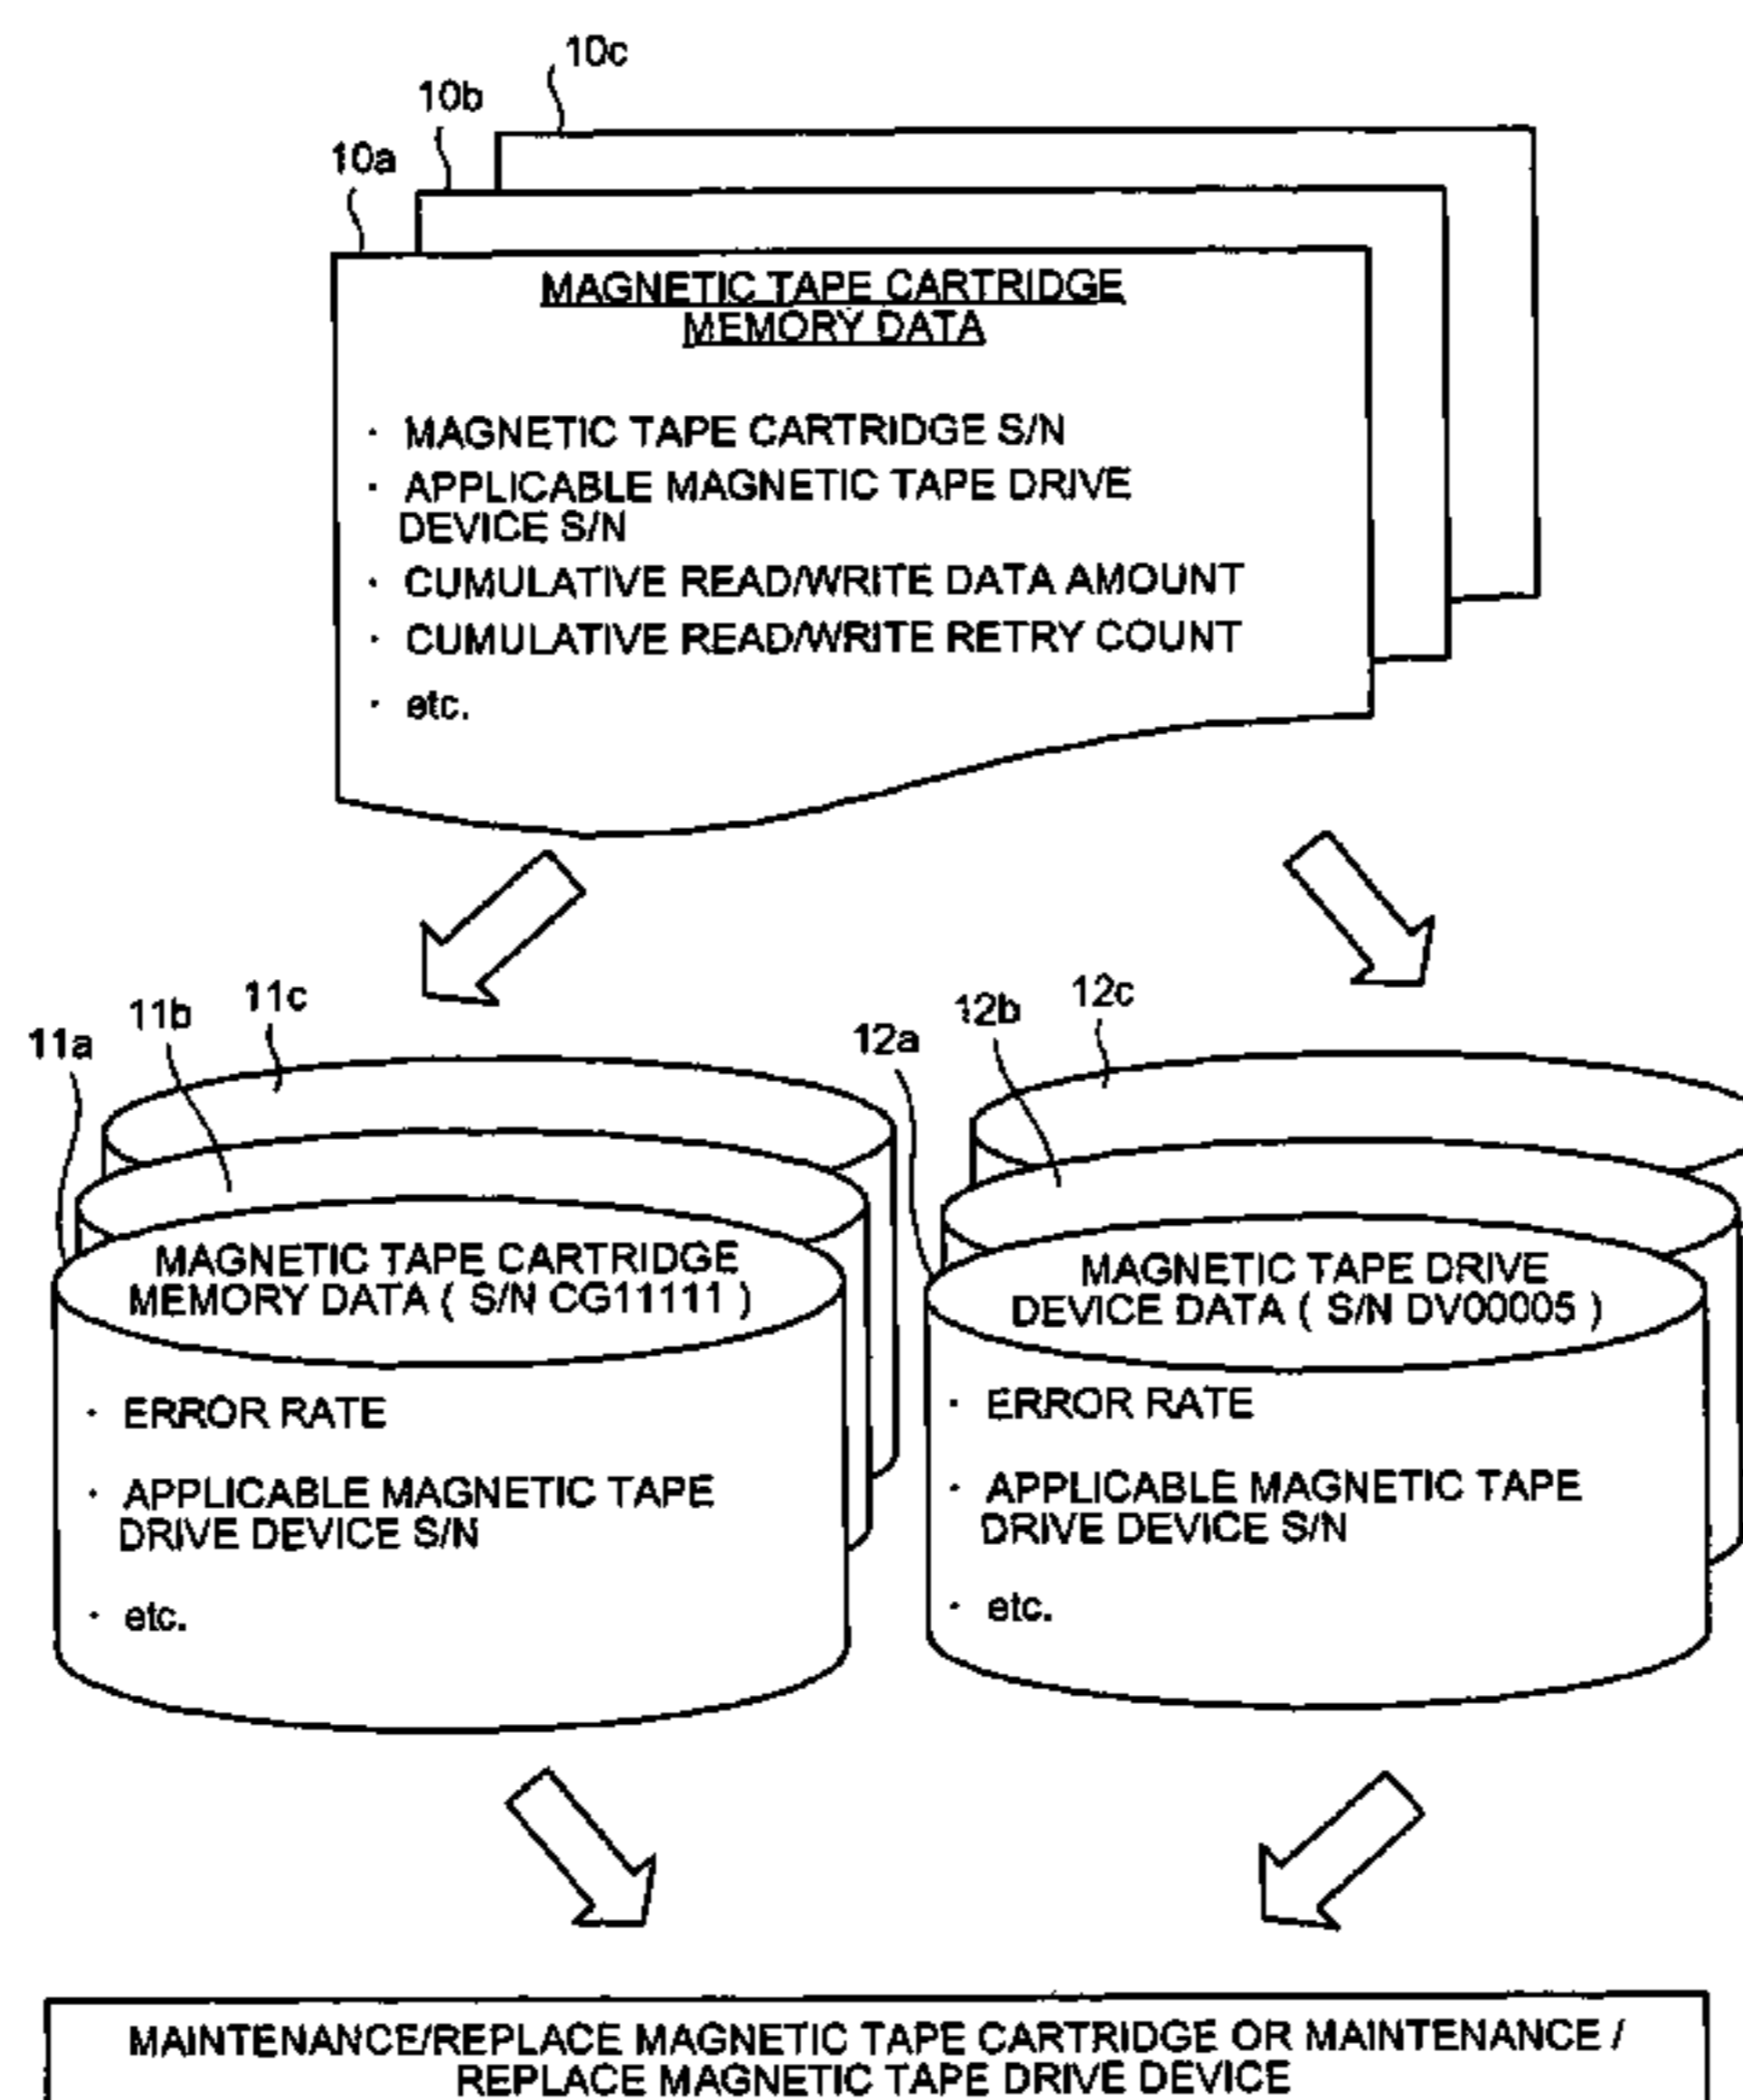 10c
10b
10a
MAGNETIC TAPE CARTRIDGE
MEMORY DATA
· MAGNETIC TAPE CARTRIDGE S/N
· APPLICABLE MAGNETIC TAPE DRIVE
DEVICE S/N
· CUMULATIVE READ/WRITE DATA AMOUNT
· CUMULATIVE READ/WRITE RETRY COUNT
· etc.
11a
11b
11c
12a
12b
12c
MAGNETIC TAPE CARTRIDGE
MEMORY DATA ( S/N CG11111 )
· ERROR RATE
· APPLICABLE MAGNETIC TAPE
DRIVE DEVICE S/N
· etc.
MAGNETIC TAPE DRIVE
DEVICE DATA ( S/N DV00005 )
· ERROR RATE
· APPLICABLE MAGNETIC TAPE
DRIVE DEVICE S/N
· etc.
MAINTENANCE/REPLACE MAGNETIC TAPE CARTRIDGE OR MAINTENANCE /
REPLACE MAGNETIC TAPE DRIVE DEVICE